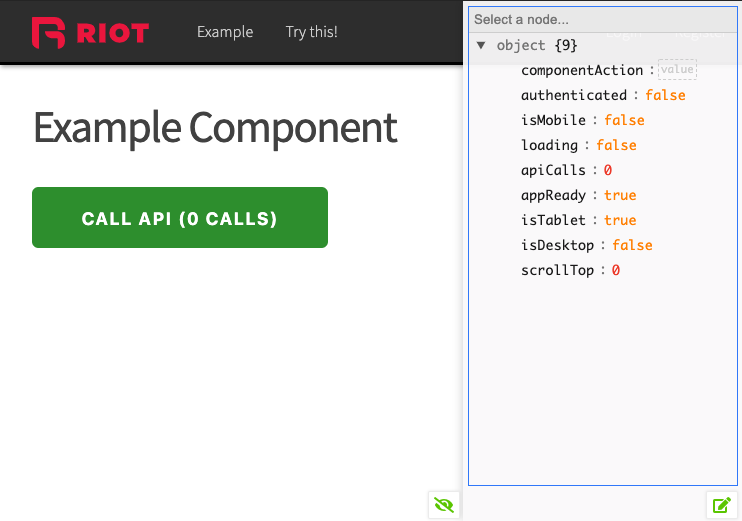 RIOT
Example
Try this!
Example Component
CALL API (0 CALLS)
Select a node...
object {9}
componentAction : value
authenticated : false
isMobile : false
loading : false
apiCalls : 0
appReady : true
isTablet : true
isDesktop : false
scrollTop : 0